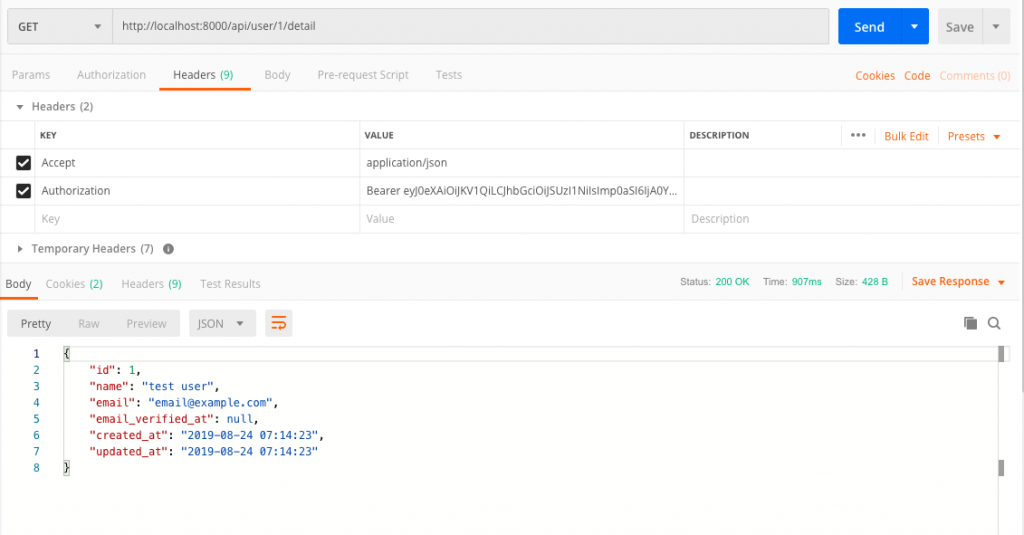 GET http://localhost:8000/api/user/1/detail Send Save
Params Authorization Headers (9) Body Pre-request Script Tests Cookies Code Comments (0)
Headers (2)
KEY VALUE DESCRIPTION ••• Bulk Edit Presets
Accept application/json
Authorization Bearer eyJ0eXAiOiJKV1QiLCJhbGciOiJSUzI1NiIsImp0aSI6IjA0Y...
Key Value Description
Temporary Headers (7)
Body Cookies (2) Headers (9) Test Results Status: 200 OK Time: 907ms Size: 428 B Save Response
Pretty Raw Preview JSON
1 {
2 "id": 1,
3 "name": "test user",
4 "email": "email@example.com",
5 "email_verified_at": null,
6 "created_at": "2019-08-24 07:14:23",
7 "updated_at": "2019-08-24 07:14:23"
8 }